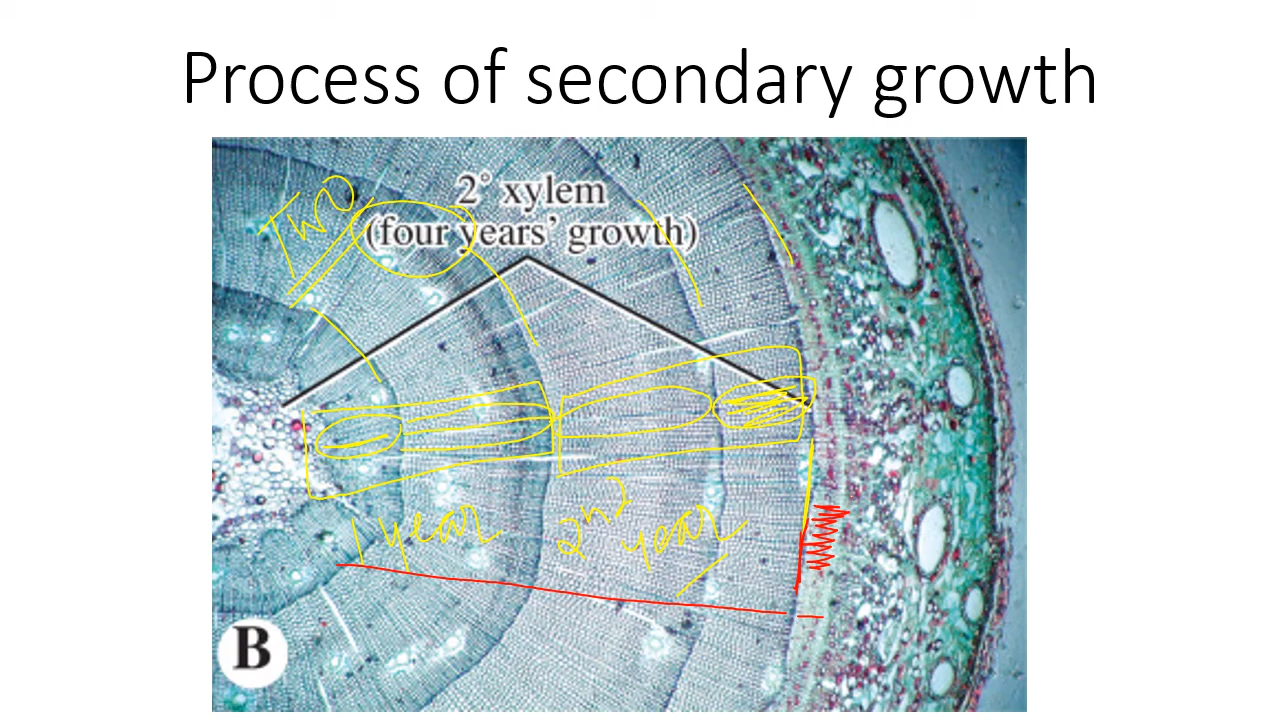 Process of secondary growth
Two
2° xylem
(four years' growth)
1 year
2nd year
B